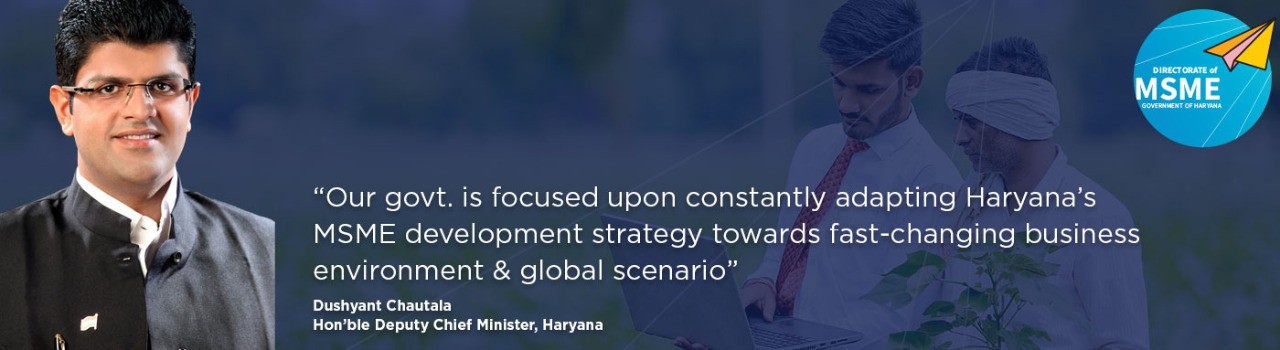 “Our govt. is focused upon constantly adapting Haryana’s
MSME development strategy towards fast-changing business
environment & global scenario”
Dushyant Chautala
Hon’ble Deputy Chief Minister, Haryana
DIRECTORATE of
MSME
GOVERNMENT OF HARYANA